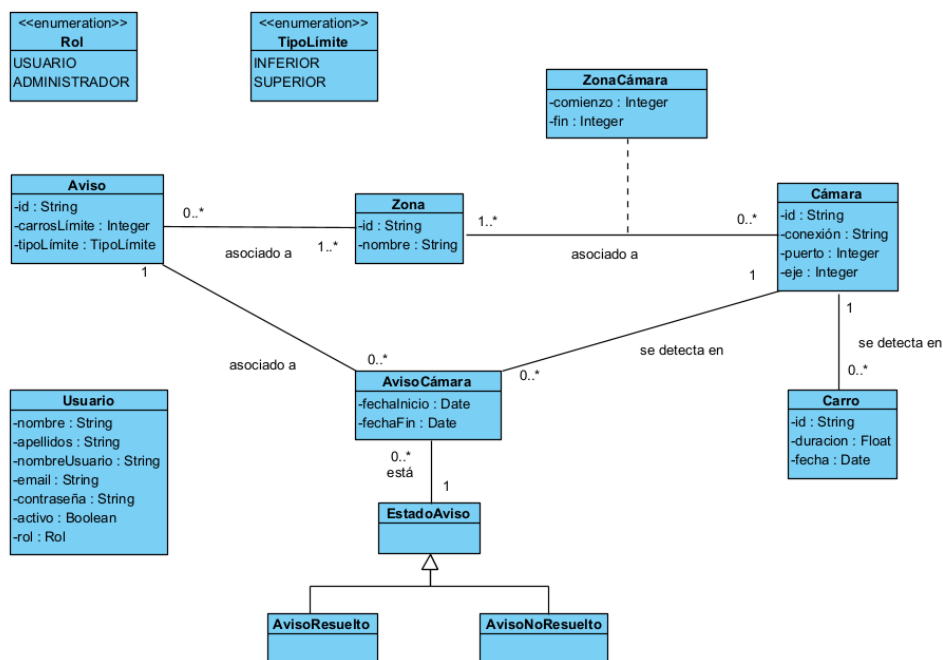 <<enumeration>>
Rol
USUARIO
ADMINISTRADOR
<<enumeration>>
TipoLímite
INFERIOR
SUPERIOR
ZonaCámara
-comienzo : Integer
-fin : Integer
Aviso
-id : String
-carrosLímite : Integer
-tipoLímite : TipoLímite
0..*
asociado a
1..*
Zona
-id : String
-nombre : String
1..*
asociado a
0..*
Cámara
-id : String
-conexión : String
-puerto : Integer
-eje : Integer
1
asociado a
0..*
1
se detecta en
0..*
1
se detecta en
0..*
AvisoCámara
-fechaInicio : Date
-fechaFin : Date
Carro
-id : String
-duracion : Float
-fecha : Date
Usuario
-nombre : String
-apellidos : String
-nombreUsuario : String
-email : String
-contraseña : String
-activo : Boolean
-rol : Rol
0..*
está
1
EstadoAviso
AvisoResuelto
AvisoNoResuelto